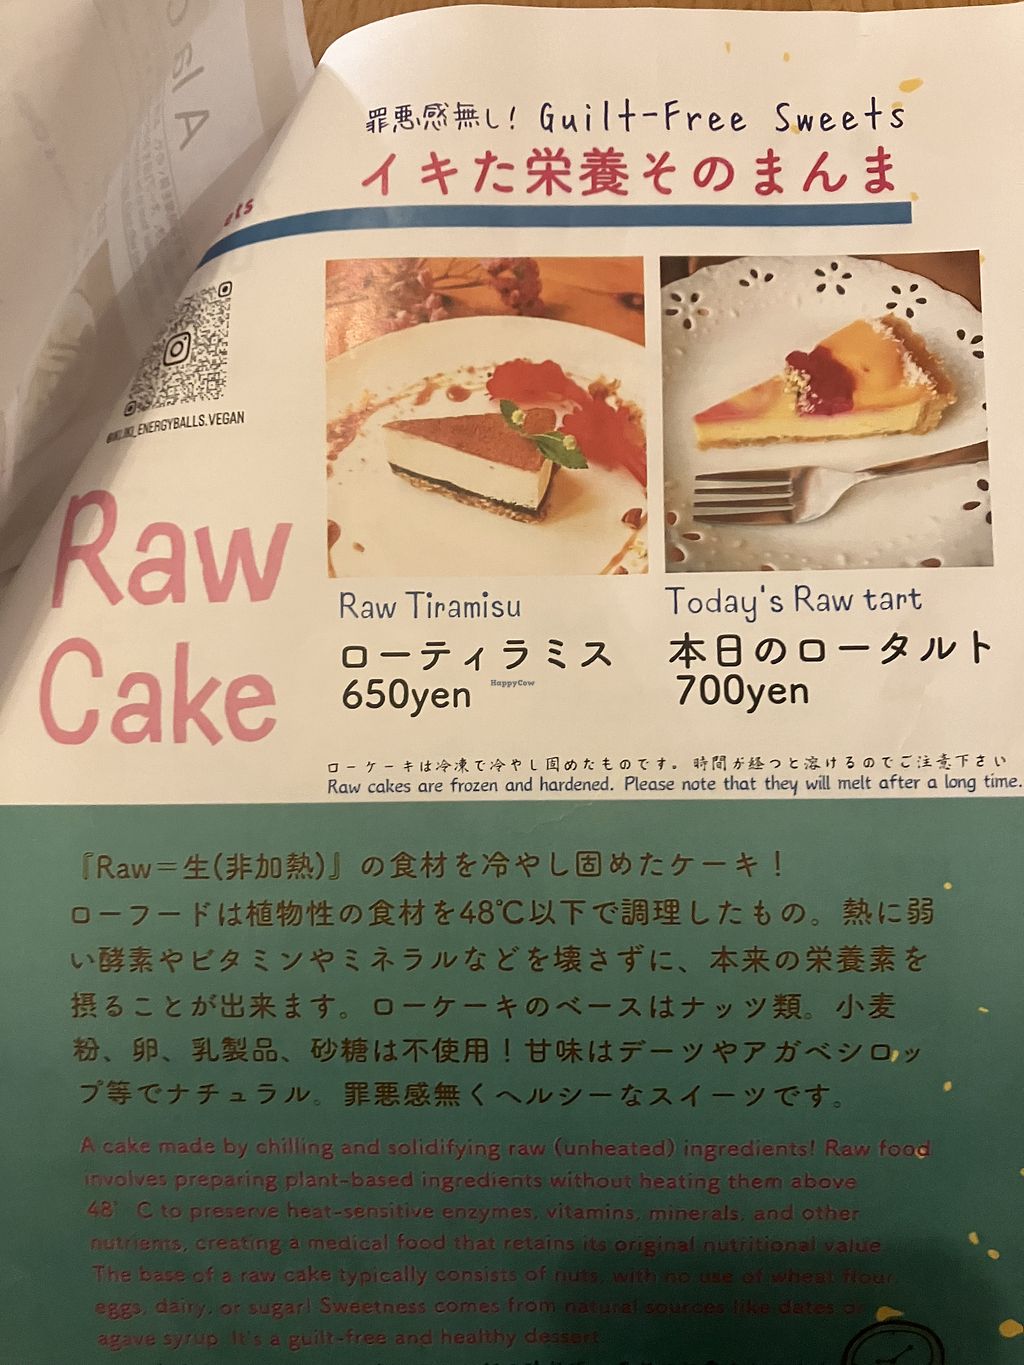 罪悪感無し! Guilt-Free Sweets
イキた栄養そのまんま
ets
_ENERGYBALLS.VEGAN
Raw
Cake
Raw Tiramisu
ローティラミス
650yen
Today's Raw tart
本日のロータルト
700yen
HappyCow
ローケーキは冷凍で冷やし固めたものです。時間が経つと溶けるのでご注意下さい
Raw cakes are frozen and hardened. Please note that they will melt after a long time.
『Raw=生(非加熱)』の食材を冷やし固めたケーキ!
ローフードは植物性の食材を48℃以下で調理したもの。熱に弱
い酵素やビタミンやミネラルなどを壊さずに、本来の栄養素を
摂ることが出来ます。ローケーキのベースはナッツ類。小麦
粉、卵、乳製品、砂糖は不使用!甘味はデーツやアガベシロッ
プ等でナチュラル。罪悪感無くヘルシーなスイーツです。
A cake made by chilling and solidifying raw (unheated) ingredients! Raw food
involves preparing plant-based ingredients without heating them above
48° C to preserve heat-sensitive enzymes, vitamins, minerals, and other
nutrients, creating a medical food that retains its original nutritional value
The base of a raw cake typically consists of nuts, with no use of wheat flour,
eggs, dairy, or sugar! Sweetness comes from natural sources like dates or
agave syrup. It's a guilt-free and healthy dessert